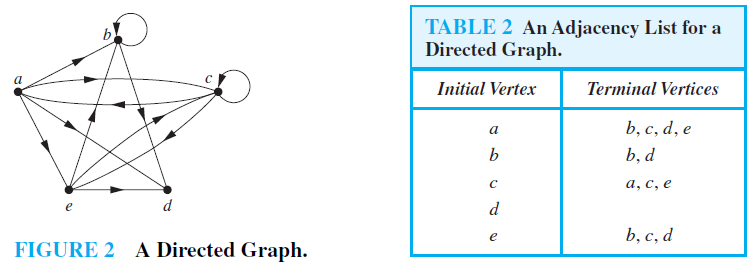 b
a
c
e
d
FIGURE 2 A Directed Graph.
TABLE 2 An Adjacency List for a
Directed Graph.
Initial Vertex Terminal Vertices
a b, c, d, e
b b, d
c a, c, e
d
e b, c, d